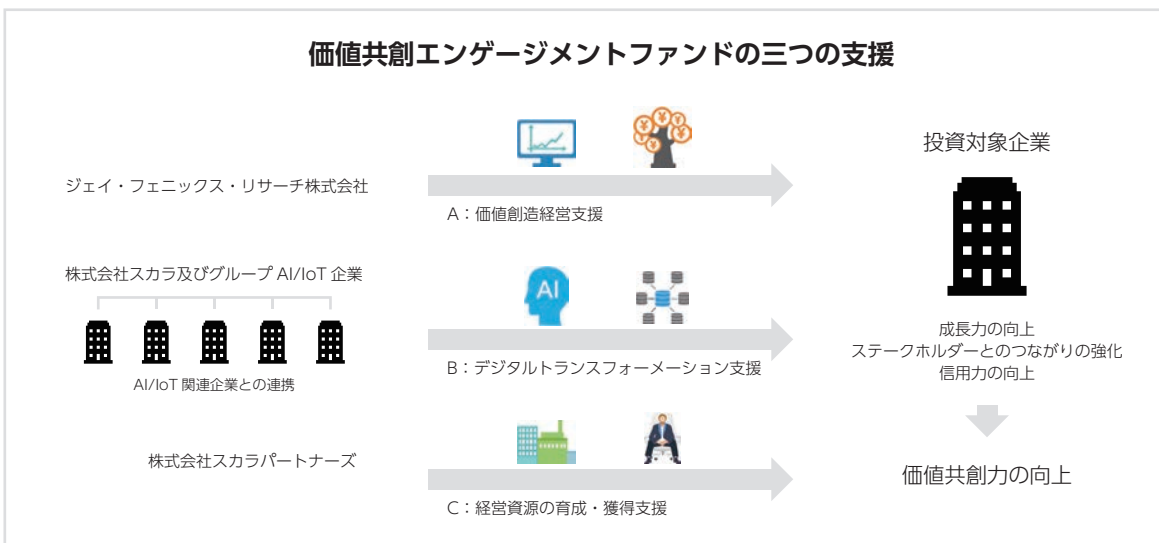 価値共創エンゲージメントファンドの三つの支援
ジェイ・フェニックス・リサーチ株式会社
A：価値創造経営支援
株式会社スカラ及びグループ AI/IoT 企業
AI/IoT 関連企業との連携
AI
B：デジタルトランスフォーメーション支援
株式会社スカラパートナーズ
C：経営資源の育成・獲得支援
投資対象企業
成長力の向上
ステークホルダーとのつながりの強化
信用力の向上
価値共創力の向上